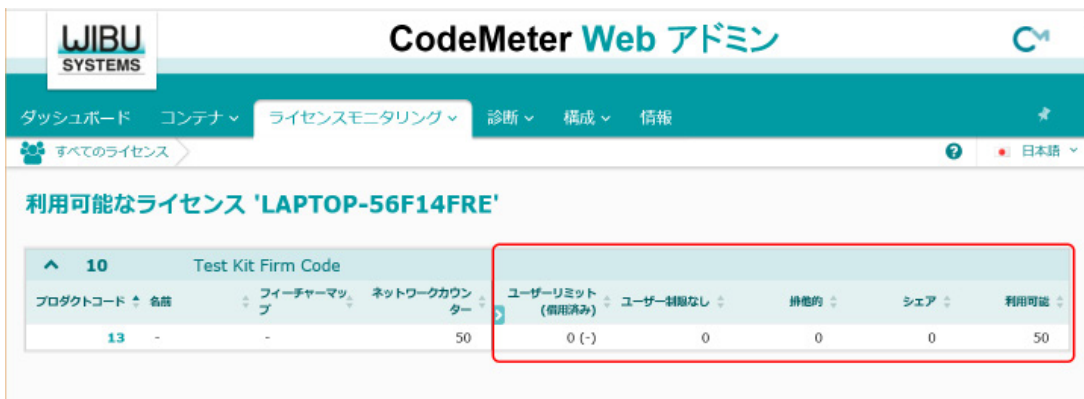 WIBU
SYSTEMS
CodeMeter Web アドミン
ダッシュボード コンテナ ライセンスモニタリング 診断 構成 情報
すべてのライセンス ? 日本語
利用可能なライセンス 'LAPTOP-56F14FRE'
10 Test Kit Firm Code
プロダクトコード 名前 フィーチャーマップ ネットワークカウンター ユーザーリミット (借用済み) ユーザー制限なし 排他的 シェア 利用可能
13 - - 50 0 (-) 0 0 0 50